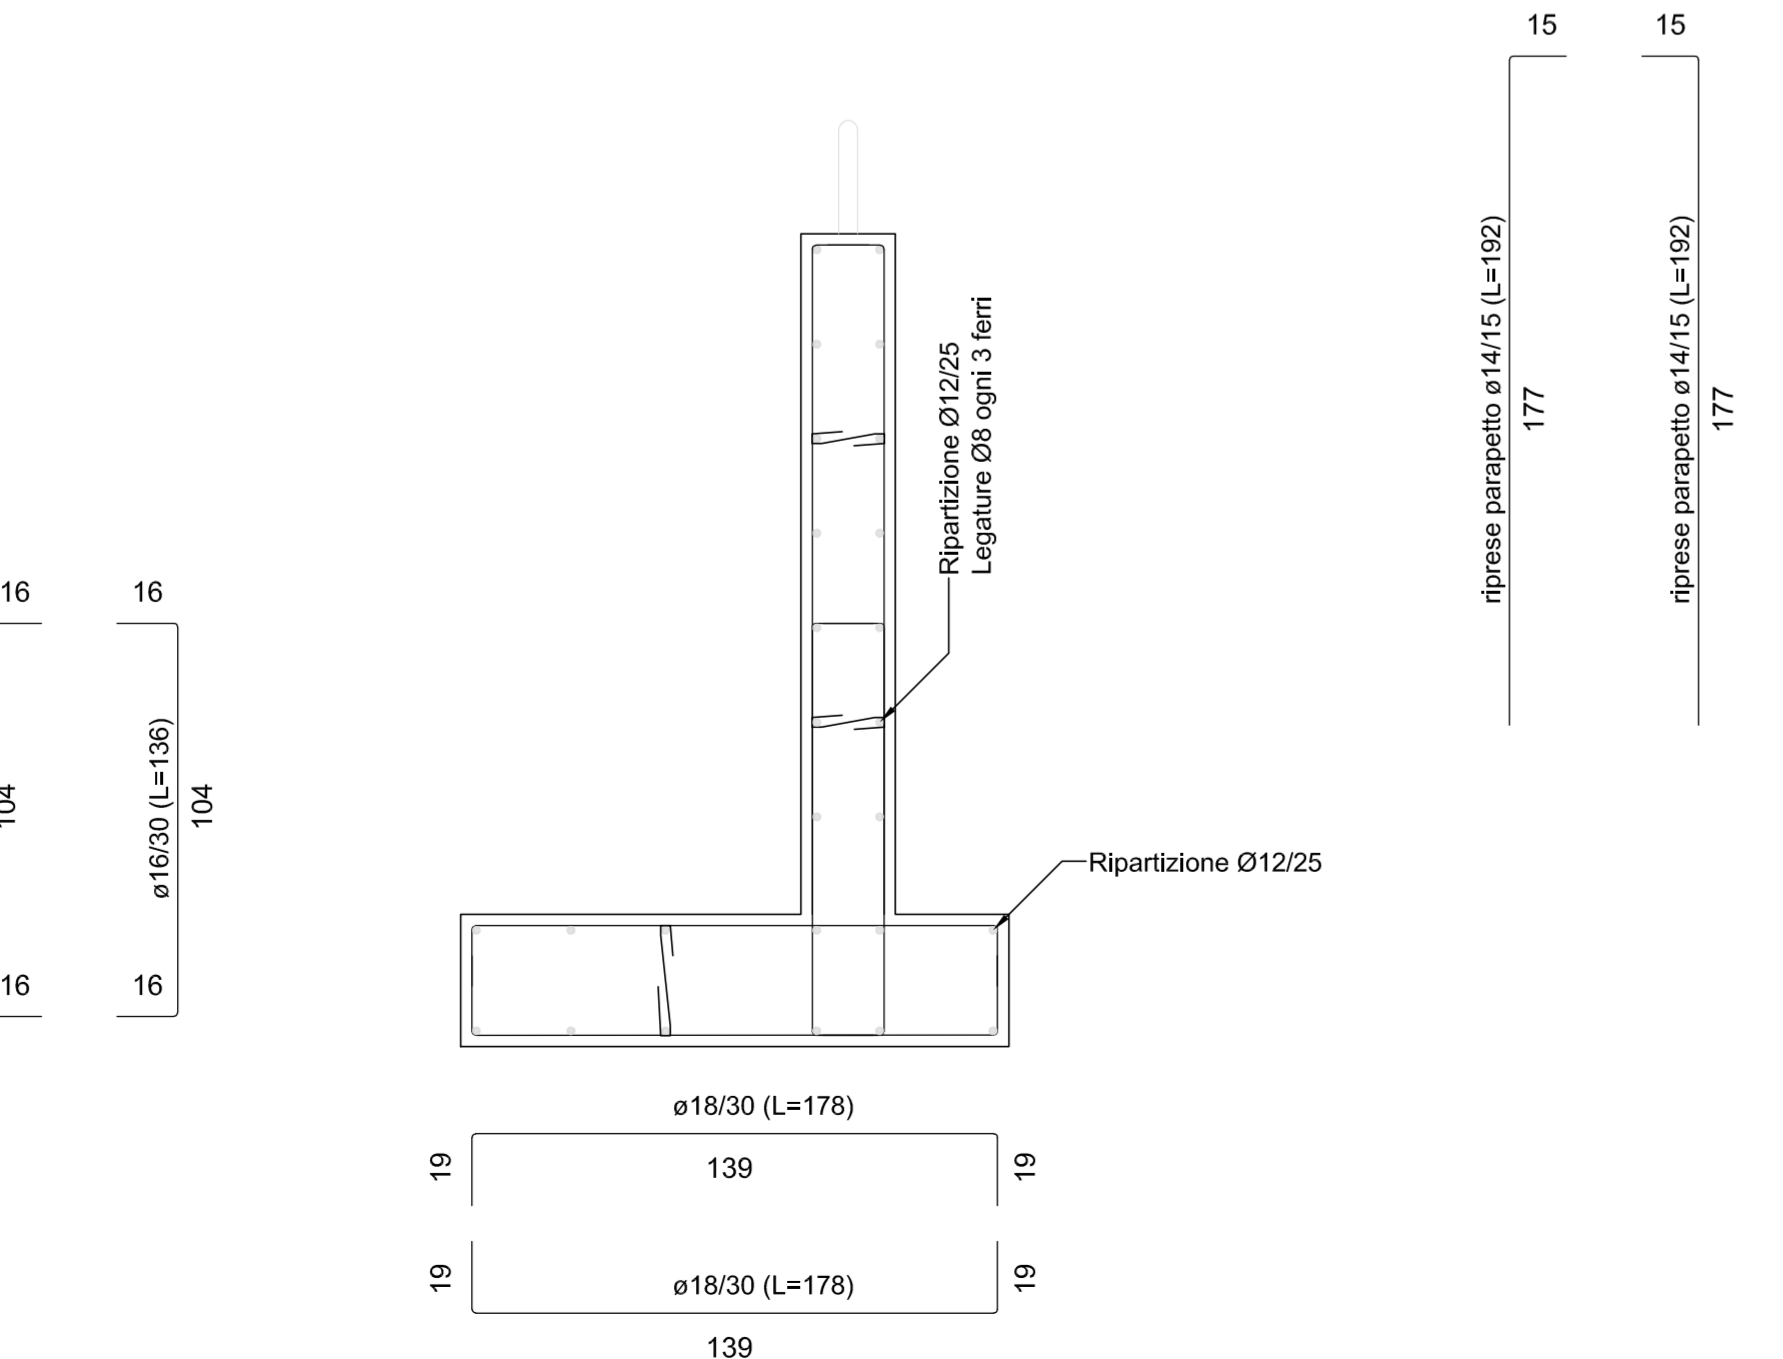 15
15
riprese parapetto ø14/15 (L=192)
177
riprese parapetto ø14/15 (L=192)
177
Ripartizione Ø12/25
Legature Ø8 ogni 3 ferri
16
16
ø16/30 (L=136)
104
104
16
16
Ripartizione Ø12/25
ø18/30 (L=178)
19
139
19
19
ø18/30 (L=178)
19
139